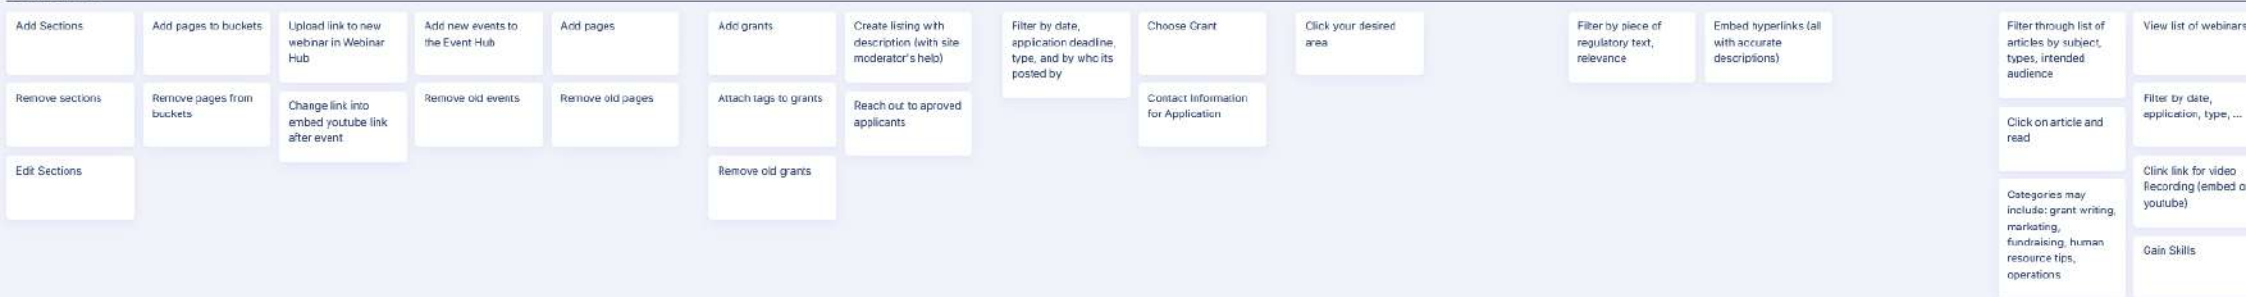 Add Sections
Remove sections
Edit Sections
Add pages to buckets
Remove pages from
buckets
Upload link to new
webinar in Webinar
Hub
Change link into
embed youtube link
after event
Add new events to
the Event Hub
Remove old events
Add pages
Remove old pages
Add grants
Attach tags to grants
Remove old grants
Create listing with
description (with site
moderator's help)
Reach out to aproved
applicants
Filter by date,
application deadline,
type, and by who its
posted by
Choose Grant
Contact Information
for Application
Click your desired
area
Filter by piece of
regulatory text,
relevance
Embed hyperlinks (all
with accurate
descriptions)
Filter through list of
articles by subject,
types, intended
audience
Click on article and
read
Categories may
include: grant writing,
marketing,
fundraising, human
resource tips,
operations
View list of webinars
Filter by date,
application, type, ...
Clink link for video
Recording (embed
youtube)
Gain Skills